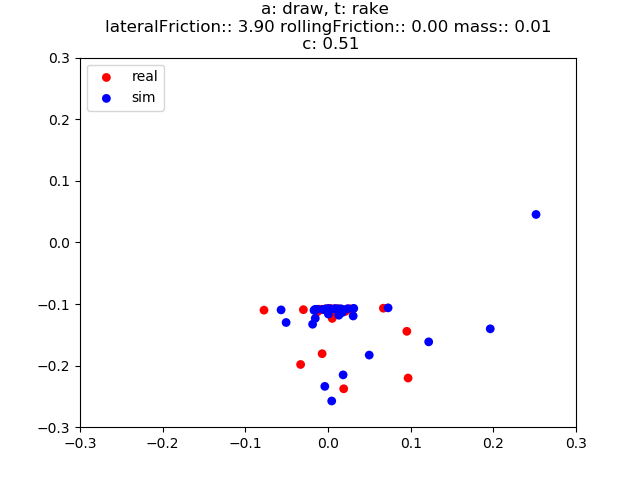 a: draw, t: rake
lateralFriction:: 3.90 rollingFriction:: 0.00 mass:: 0.01
c: 0.51
real
sim
0.3
0.2
0.1
0.0
−0.1
−0.2
−0.3
−0.3 −0.2 −0.1 0.0 0.1 0.2 0.3